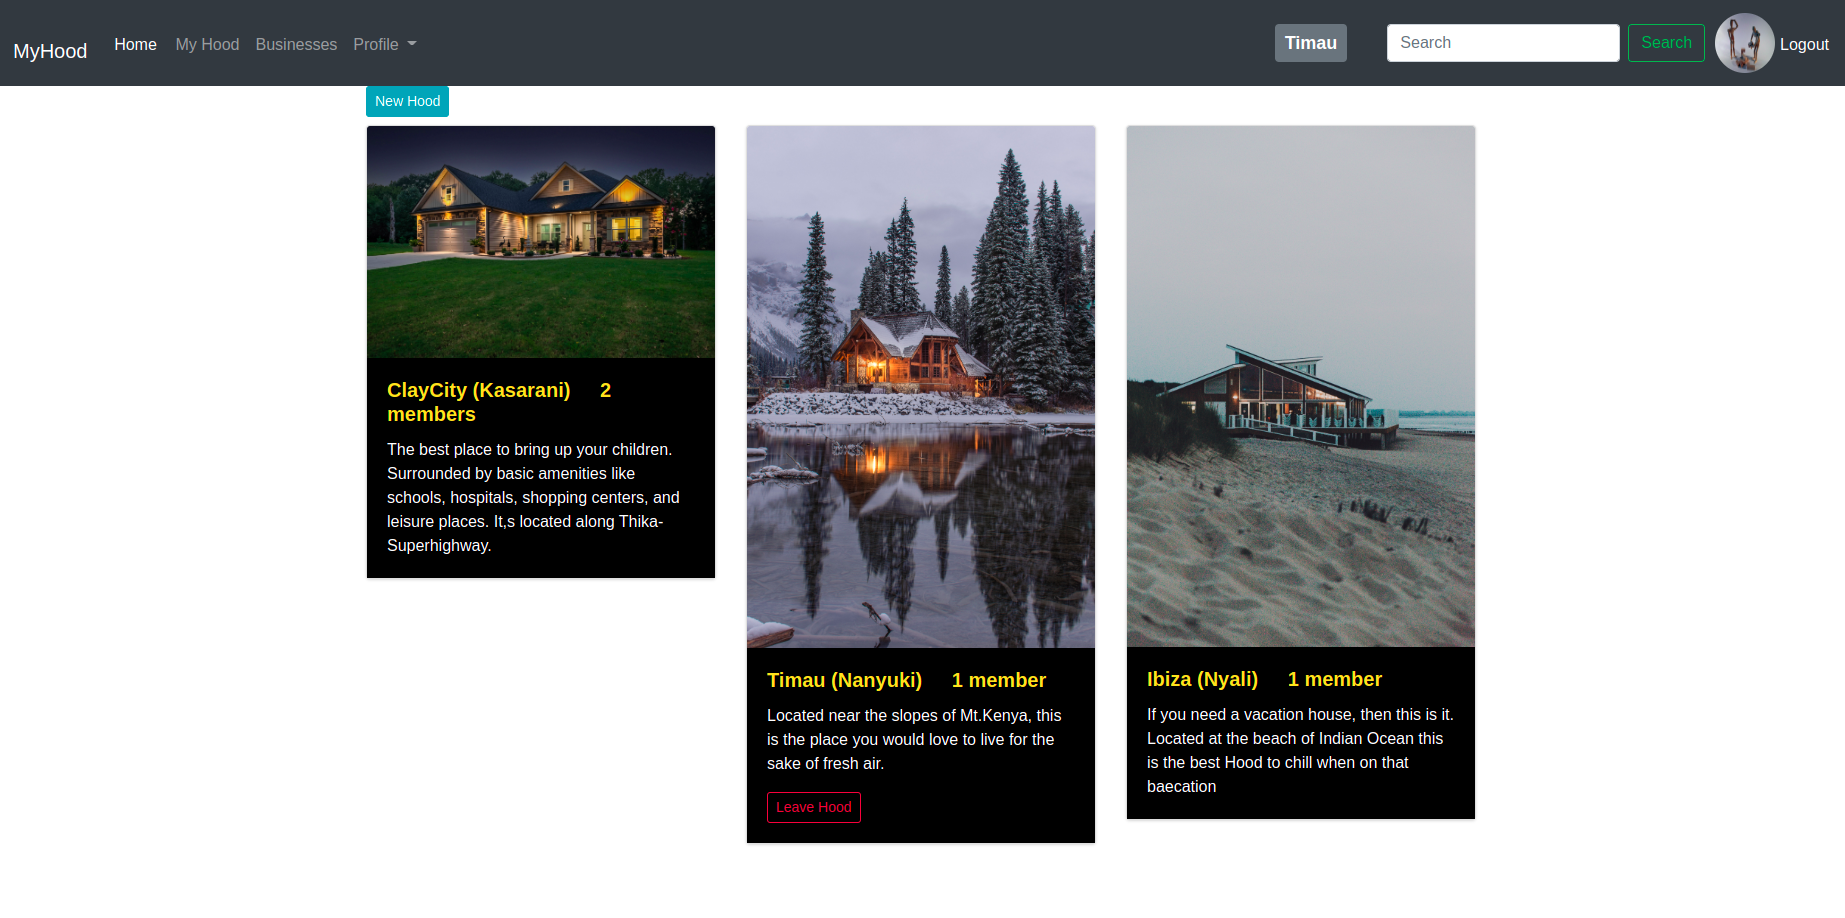 MyHood Home My Hood Businesses Profile Timau Search Search Logout
New Hood
ClayCity (Kasarani) 2
members
The best place to bring up your children.
Surrounded by basic amenities like
schools, hospitals, shopping centers, and
leisure places. It,s located along Thika-
Superhighway.
Timau (Nanyuki) 1 member
Located near the slopes of Mt.Kenya, this
is the place you would love to live for the
sake of fresh air.
Leave Hood
Ibiza (Nyali) 1 member
If you need a vacation house, then this is it.
Located at the beach of Indian Ocean this
is the best Hood to chill when on that
baecation